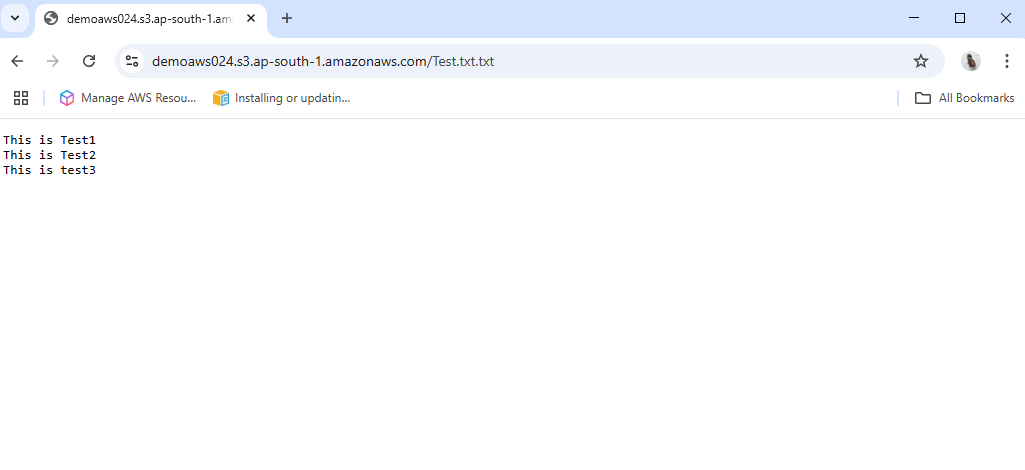 demoaws024.s3.ap-south-1.am
demoaws024.s3.ap-south-1.amazonaws.com/Test.txt.txt
Manage AWS Resou... Installing or updatin... All Bookmarks
This is Test1
This is Test2
This is test3